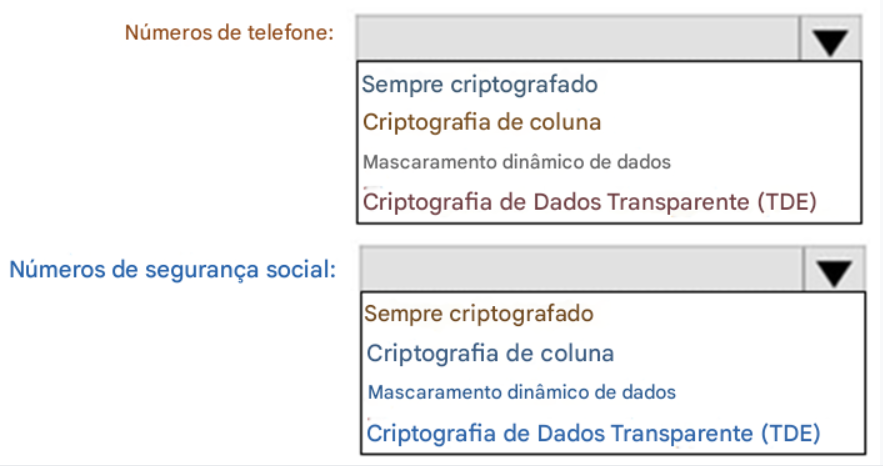 Números de telefone:
Sempre criptografado
Criptografia de coluna
Mascaramento dinâmico de dados
Criptografia de Dados Transparente (TDE)
Números de segurança social:
Sempre criptografado
Criptografia de coluna
Mascaramento dinâmico de dados
Criptografia de Dados Transparente (TDE)